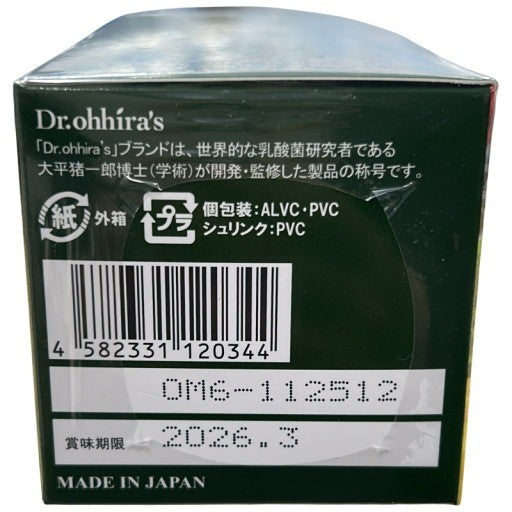 Dr.ohhira's
「Dr.ohhira's」ブランドは、世界的な乳酸菌研究者である
大平猪一郎博士(学術)が開発・監修した製品の称号です。
紙 外箱 プラ 個包装:ALVC・PVC
シュリンク:PVC
4 582331 120344
OM6-112512
賞味期限 2026.3
MADE IN JAPAN